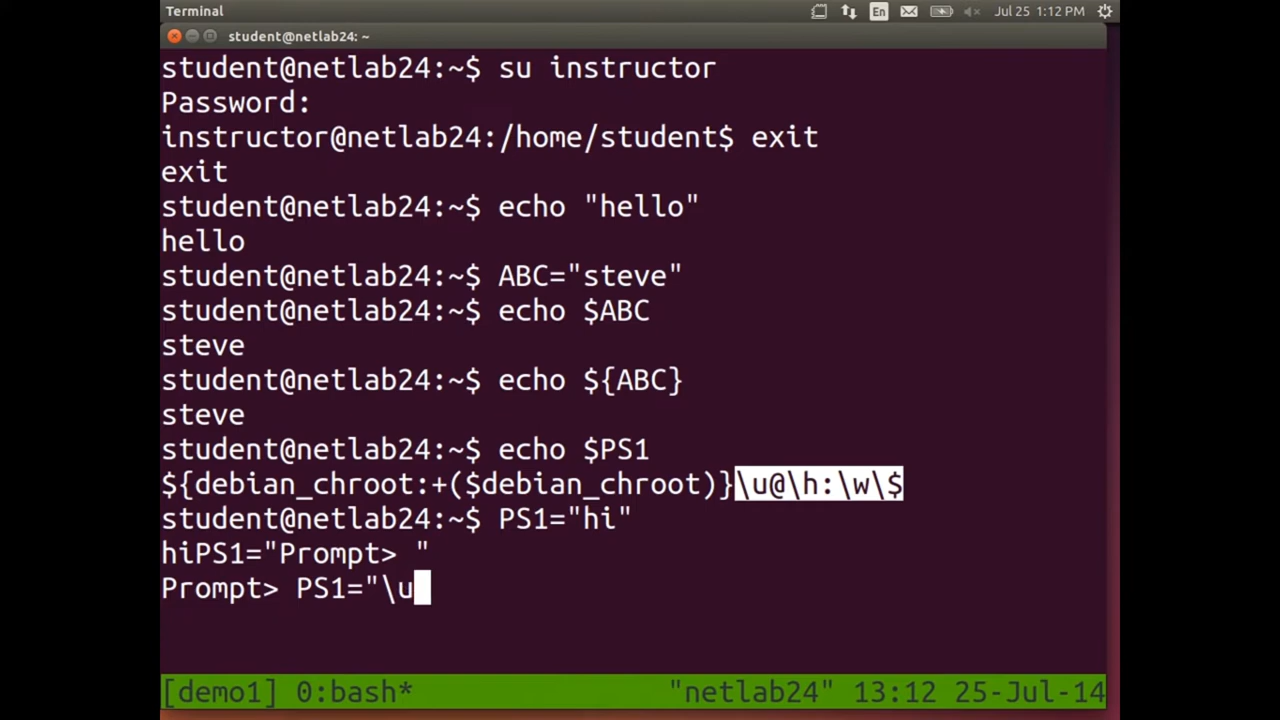 Terminal En Jul 25 1:12 PM
student@netlab24: ~
student@netlab24:~$ su instructor
Password:
instructor@netlab24:/home/student$ exit
exit
student@netlab24:~$ echo "hello"
hello
student@netlab24:~$ ABC="steve"
student@netlab24:~$ echo $ABC
steve
student@netlab24:~$ echo ${ABC}
steve
student@netlab24:~$ echo $PS1
${debian_chroot:+($debian_chroot)}\u@\h:\w\$
student@netlab24:~$ PS1="hi"
hiPS1="Prompt> "
Prompt> PS1="\u
[demo1] 0:bash* "netlab24" 13:12 25-Jul-14